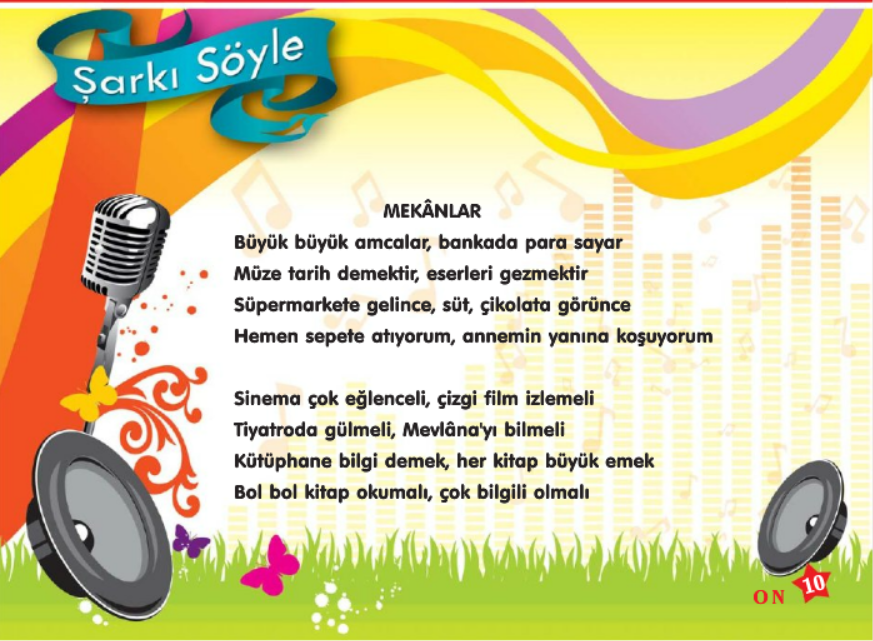 Şarkı Söyle
MEKÂNLAR
Büyük büyük amcalar, bankada para sayar
Müze tarih demektir, eserleri gezmektir
Süpermarkete gelince, süt, çikolata görünce
Hemen sepete atıyorum, annemin yanına koşuyorum
Sinema çok eğlenceli, çizgi film izlemeli
Tiyatroda gülmeli, Mevlâna'yı bilmeli
Kütüphane bilgi demek, her kitap büyük emek
Bol bol kitap okumalı, çok bilgili olmalı
ON 10